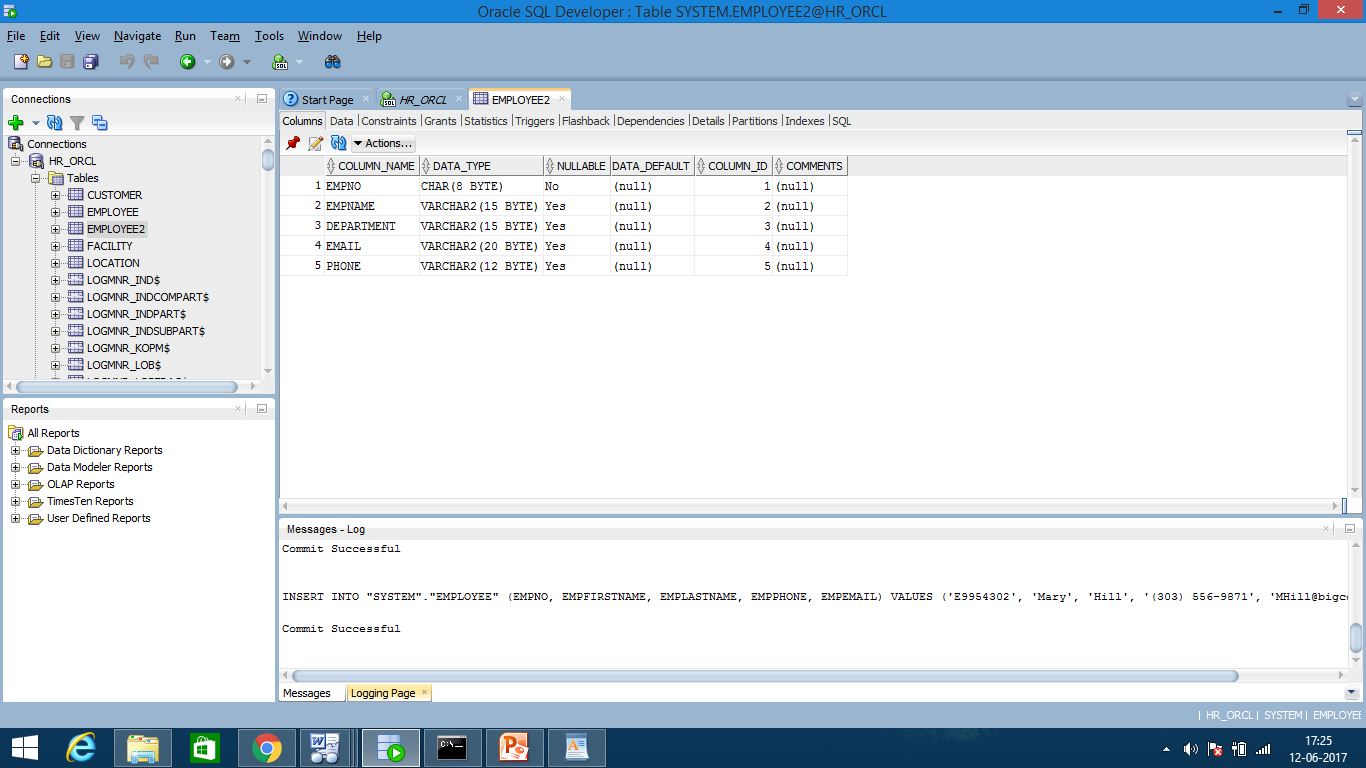 Oracle SQL Developer : Table SYSTEM.EMPLOYEE2@HR_ORCL
File Edit View Navigate Run Team Tools Window Help
Connections
Connections
HR_ORCL
Tables
CUSTOMER
EMPLOYEE
EMPLOYEE2
FACILITY
LOCATION
LOGMNR_IND$
LOGMNR_INDCOMPART$
LOGMNR_INDPART$
LOGMNR_INDSUBPART$
LOGMNR_KOPM$
LOGMNR_LOB$
Reports
All Reports
Data Dictionary Reports
Data Modeler Reports
OLAP Reports
TimesTen Reports
User Defined Reports
Start Page HR_ORCL EMPLOYEE2
Columns Data |Constraints |Grants |Statistics |Triggers |Flashback |Dependencies |Details |Partitions |Indexes |SQL
Actions...
COLUMN_NAME DATA_TYPE NULLABLE DATA_DEFAULT COLUMN_ID COMMENTS
1 EMPNO CHAR(8 BYTE) No (null) 1 (null)
2 EMPNAME VARCHAR2(15 BYTE) Yes (null) 2 (null)
3 DEPARTMENT VARCHAR2(15 BYTE) Yes (null) 3 (null)
4 EMAIL VARCHAR2(20 BYTE) Yes (null) 4 (null)
5 PHONE VARCHAR2(12 BYTE) Yes (null) 5 (null)
Messages - Log
Commit Successful
INSERT INTO "SYSTEM"."EMPLOYEE" (EMPNO, EMPFIRSTNAME, EMPLASTNAME, EMPPHONE, EMPEMAIL) VALUES ('E9954302', 'Mary', 'Hill', '(303) 556-9871',
Commit Successful
Messages Logging Page
| HR_ORCL | SYSTEM | EMPLOYEE
17:25
12-06-2017